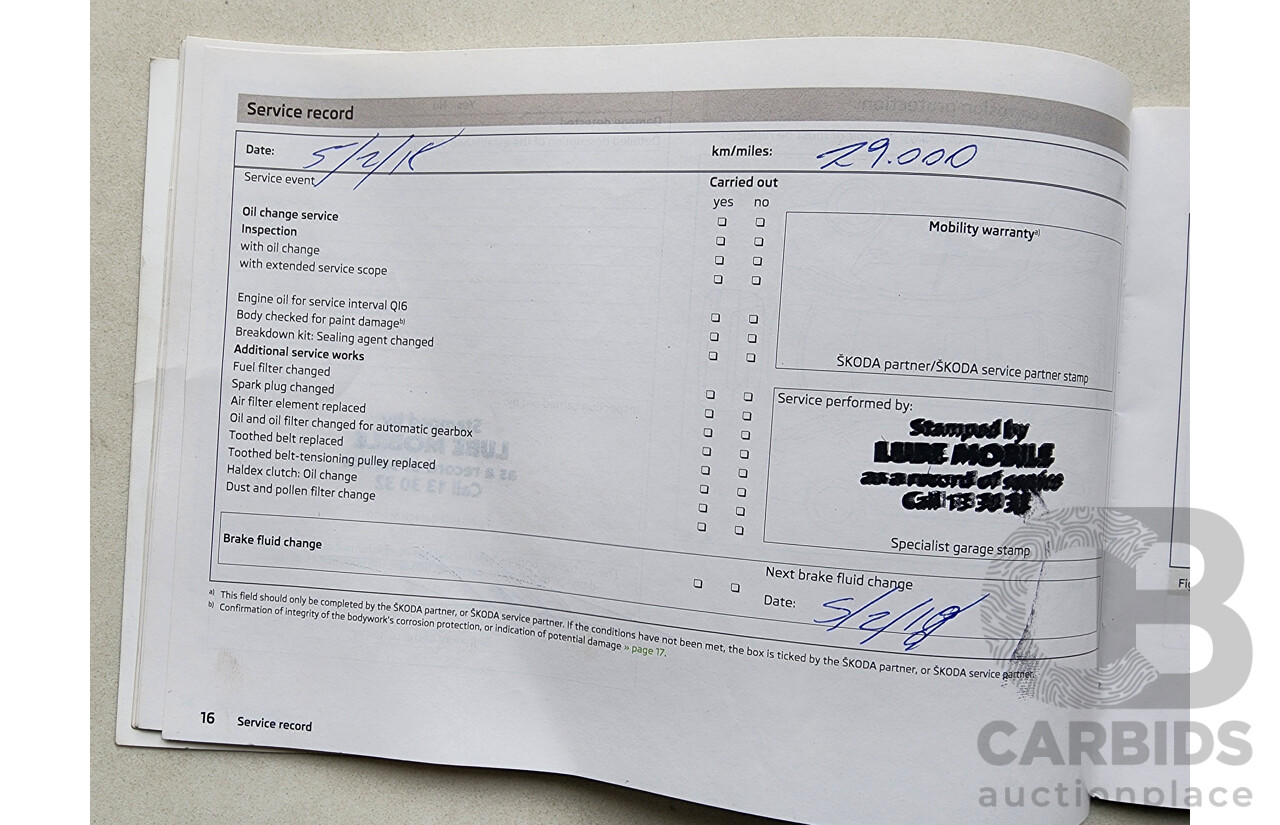 Service record
Date: 5/2/18
km/miles: 29.000
Service event
Carried out
yes no
Oil change service
Inspection
with oil change
with extended service scope
Engine oil for service interval QI6
Body checked for paint damage b)
Breakdown kit: Sealing agent changed
Additional service works
Fuel filter changed
Spark plug changed
Air filter element replaced
Oil and oil filter changed for automatic gearbox
Toothed belt replaced
Toothed belt-tensioning pulley replaced
Haldex clutch: Oil change
Dust and pollen filter change
Mobility warranty a)
ŠKODA partner/ŠKODA service partner stamp
Service performed by:
Stamped by
LUBE MOBILE
as a record of service
Call 13 30 32
Specialist garage stamp
Brake fluid change
Next brake fluid change
Date: 5/2/18
a) This field should only be completed by the ŠKODA partner, or ŠKODA service partner. If the conditions have not been met, the box is ticked by the ŠKODA partner, or ŠKODA service partner.
b) Confirmation of integrity of the bodywork's corrosion protection, or indication of potential damage » page 17.
16 Service record
CARBIDS
auctionplace